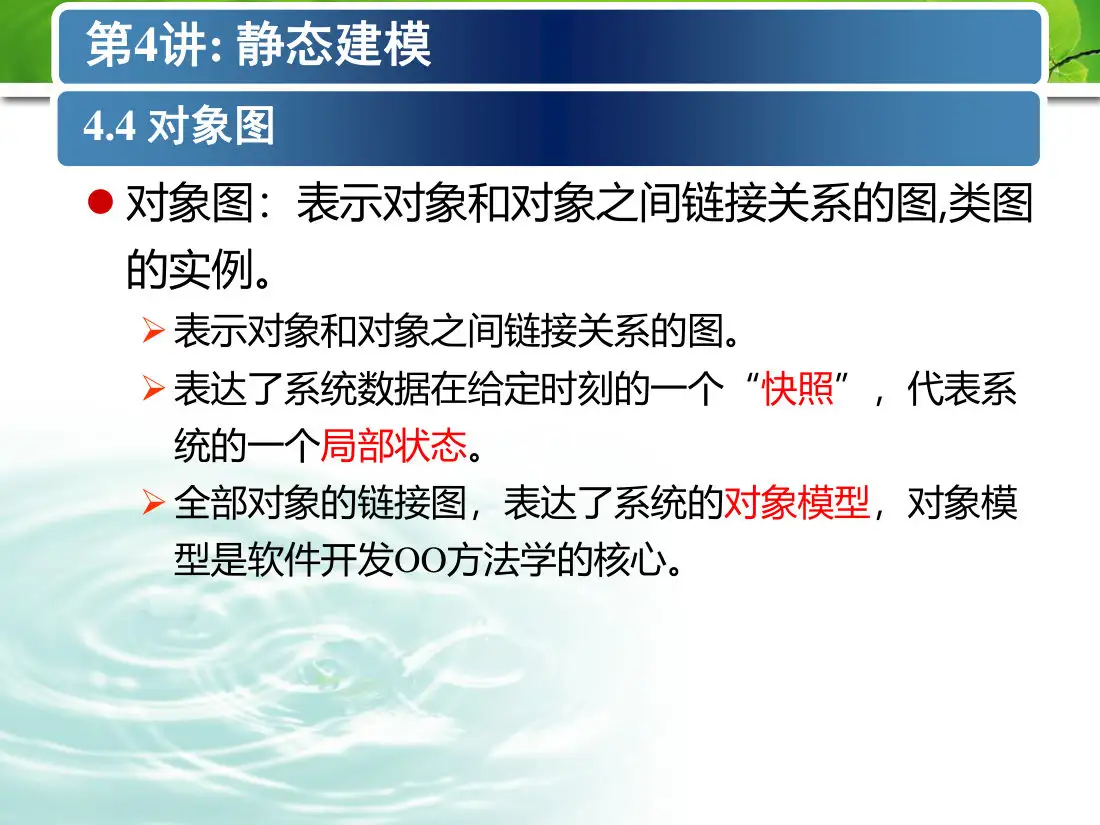 第4讲: 静态建模
4.4 对象图
对象图：表示对象和对象之间链接关系的图,类图
的实例。
表示对象和对象之间链接关系的图。
表达了系统数据在给定时刻的一个“快照”，代表系
统的一个局部状态。
全部对象的链接图，表达了系统的对象模型，对象模
型是软件开发OO方法学的核心。